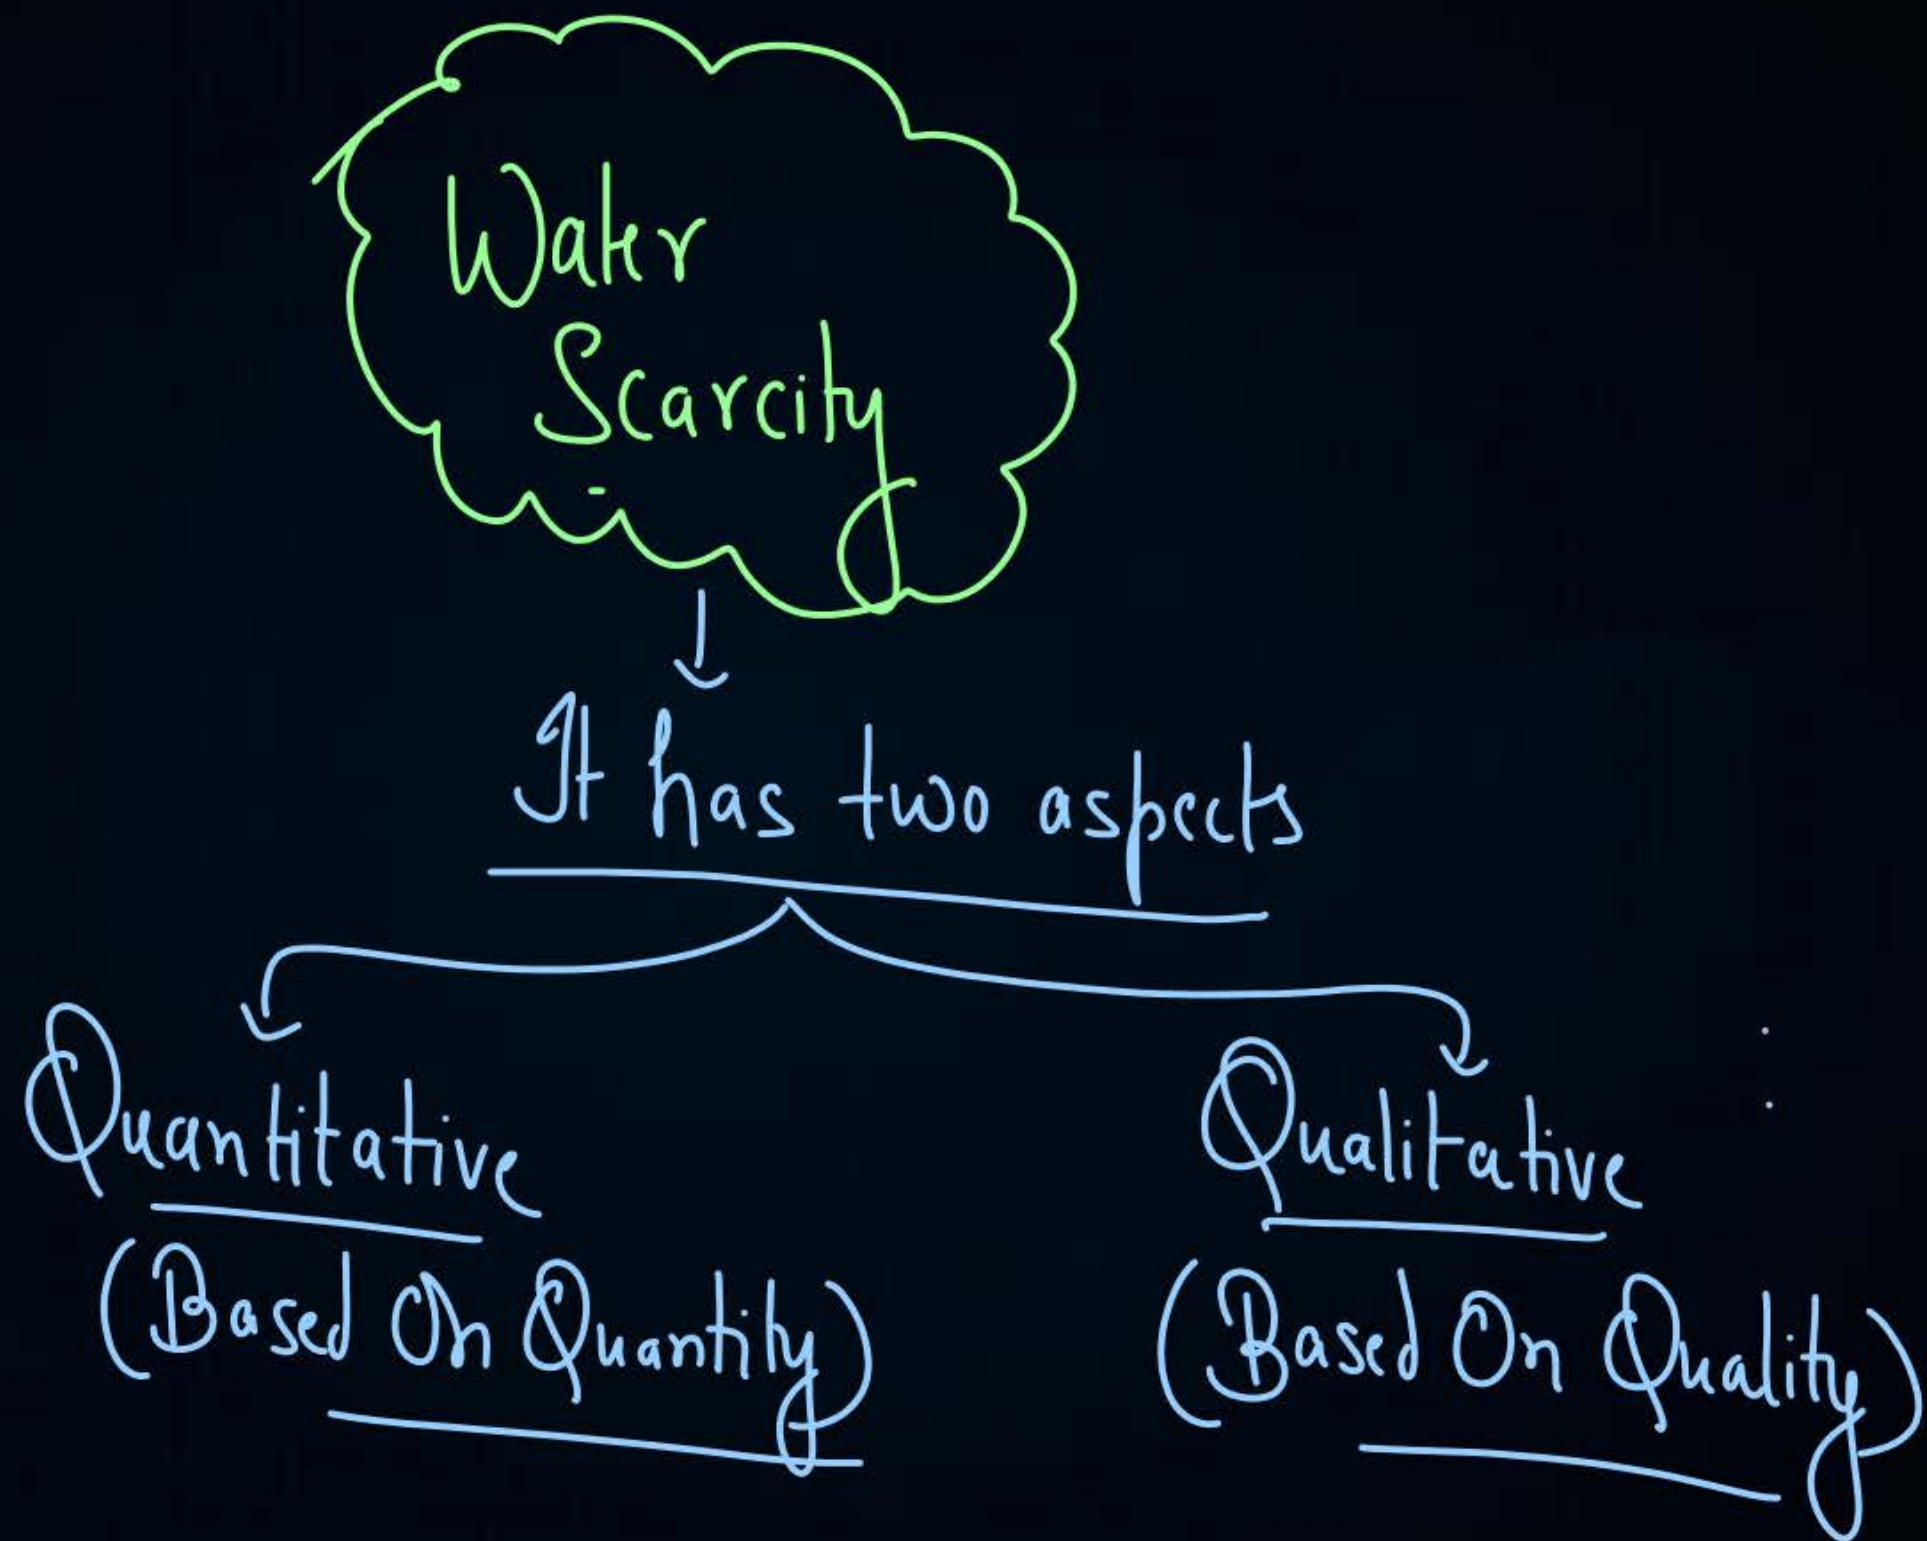 Water
Scarcity
It has two aspects
Quantitative
(Based On Quantity)
Qualitative
(Based On Quality)